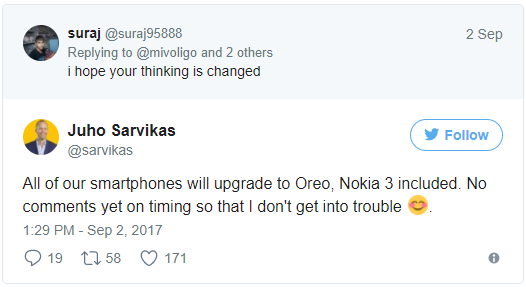 suraj @suraj95888 2 Sep
Replying to @mivoligo and 2 others
i hope your thinking is changed
Juho Sarvikas
@sarvikas
Follow
All of our smartphones will upgrade to Oreo, Nokia 3 included. No
comments yet on timing so that I don't get into trouble 😊.
1:29 PM - Sep 2, 2017
19 58 171